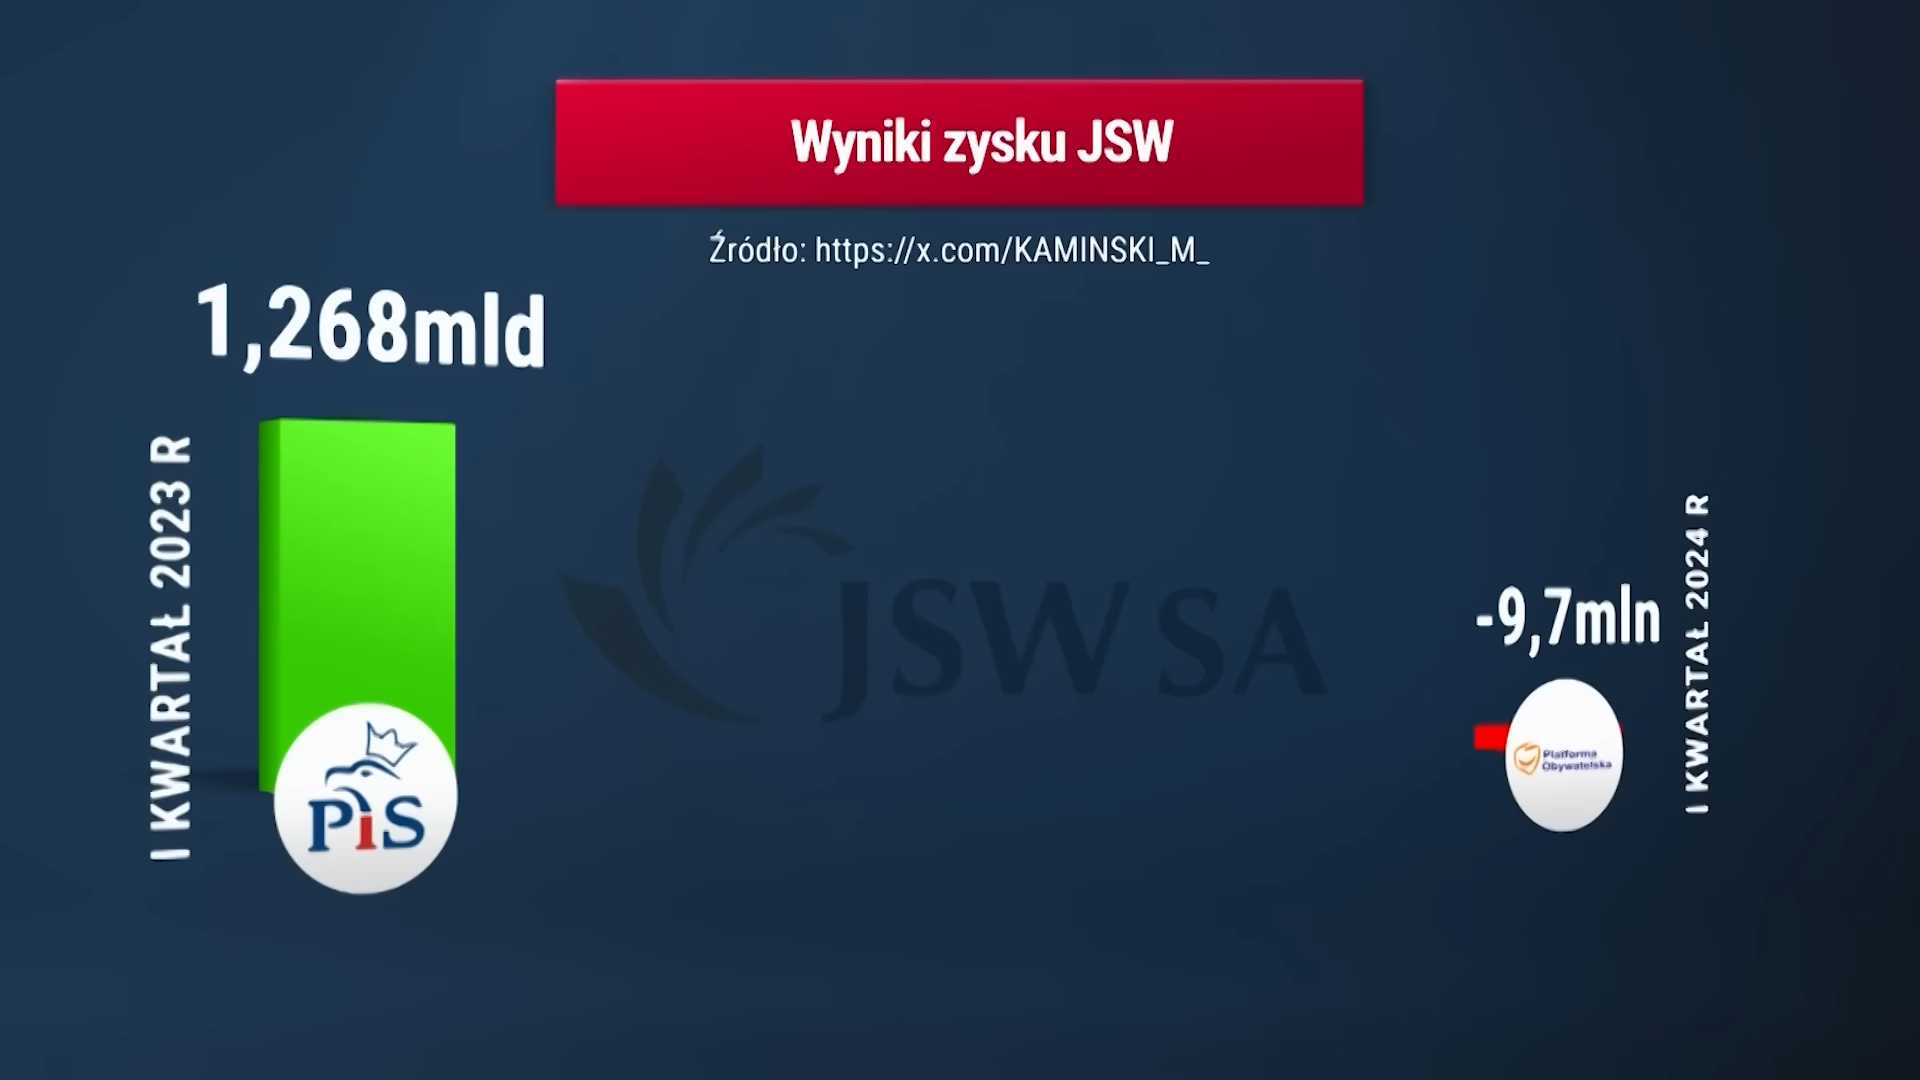 Wyniki zysku JSW
Źródło: https://x.com/KAMINSKI_M_
1,268mld
I KWARTAŁ 2023 R
PiS
JSW SA
-9,7mln
Platforma
Obywatelska
I KWARTAŁ 2024 R